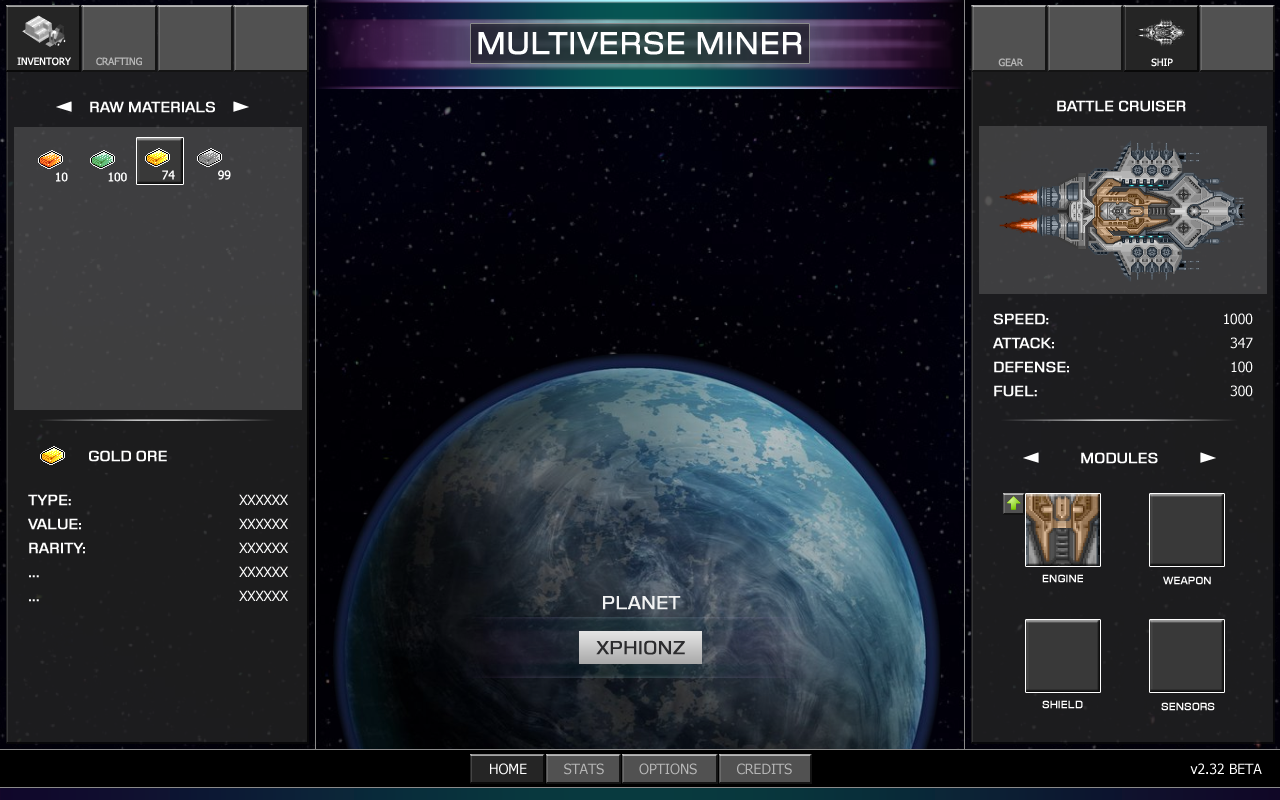 INVENTORY
CRAFTING
RAW MATERIALS
10 100 74 99
GOLD ORE
TYPE: XXXXXX
VALUE: XXXXXX
RARITY: XXXXXX
... XXXXXX
... XXXXXX
MULTIVERSE MINER
PLANET
XPHIONZ
GEAR
SHIP
BATTLE CRUISER
SPEED: 1000
ATTACK: 347
DEFENSE: 100
FUEL: 300
MODULES
ENGINE
WEAPON
SHIELD
SENSORS
HOME STATS OPTIONS CREDITS
v2.32 BETA